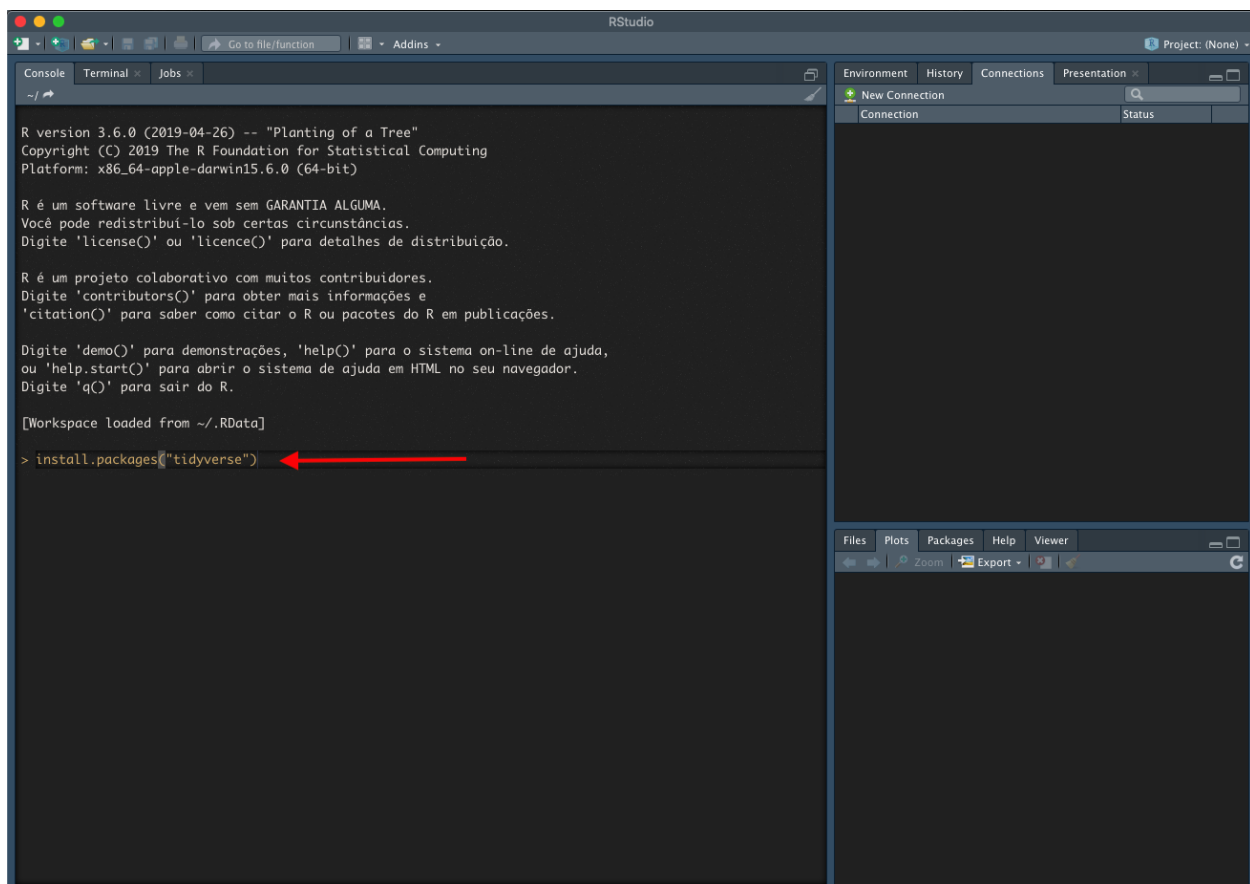 RStudio
Go to file/function
Addins
Project: (None)
Console Terminal Jobs
~/
R version 3.6.0 (2019-04-26) -- "Planting of a Tree"
Copyright (C) 2019 The R Foundation for Statistical Computing
Platform: x86_64-apple-darwin15.6.0 (64-bit)
R é um software livre e vem sem GARANTIA ALGUMA.
Você pode redistribuí-lo sob certas circunstâncias.
Digite 'license()' ou 'licence()' para detalhes de distribuição.
R é um projeto colaborativo com muitos contribuidores.
Digite 'contributors()' para obter mais informações e
'citation()' para saber como citar o R ou pacotes do R em publicações.
Digite 'demo()' para demonstrações, 'help()' para o sistema on-line de ajuda,
ou 'help.start()' para abrir o sistema de ajuda em HTML no seu navegador.
Digite 'q()' para sair do R.
[Workspace loaded from ~/.RData]
> install.packages("tidyverse")
Environment History Connections Presentation
New Connection
Connection Status
Files Plots Packages Help Viewer
Zoom Export